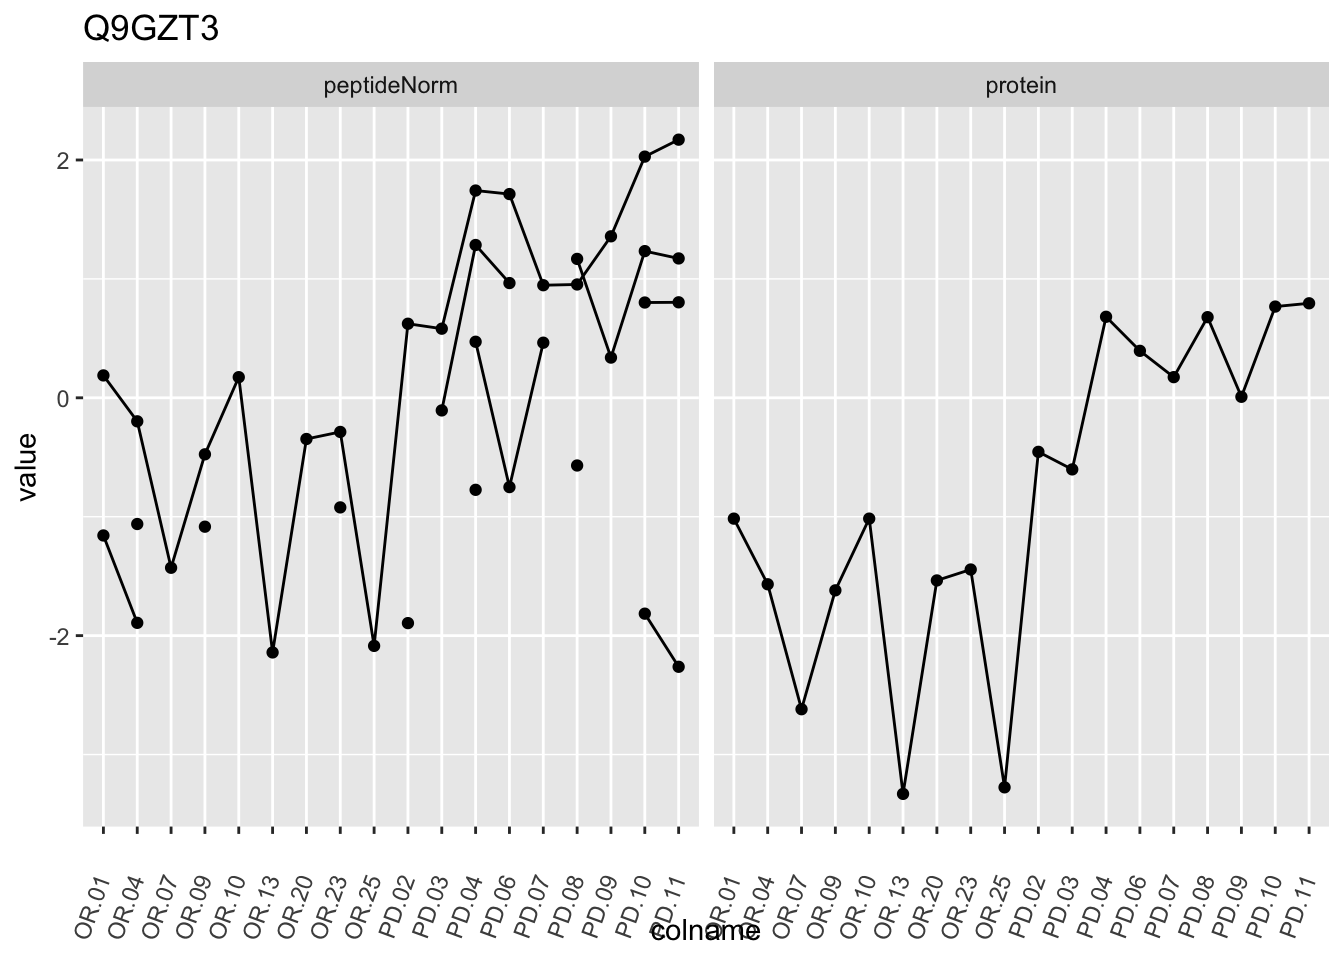 Q9GZT3
peptideNorm protein
value
2
0
-2
OR.01 OR.04 OR.07 OR.09 OR.10 OR.13 OR.20 OR.23 OR.25 PD.02 PD.03 PD.04 PD.06 PD.07 PD.08 PD.09 PD.10 PD.11 OR.01 OR.04 OR.07 OR.09 OR.10 OR.13 OR.20 OR.23 OR.25 PD.02 PD.03 PD.04 PD.06 PD.07 PD.08 PD.09 PD.10 PD.11
colname